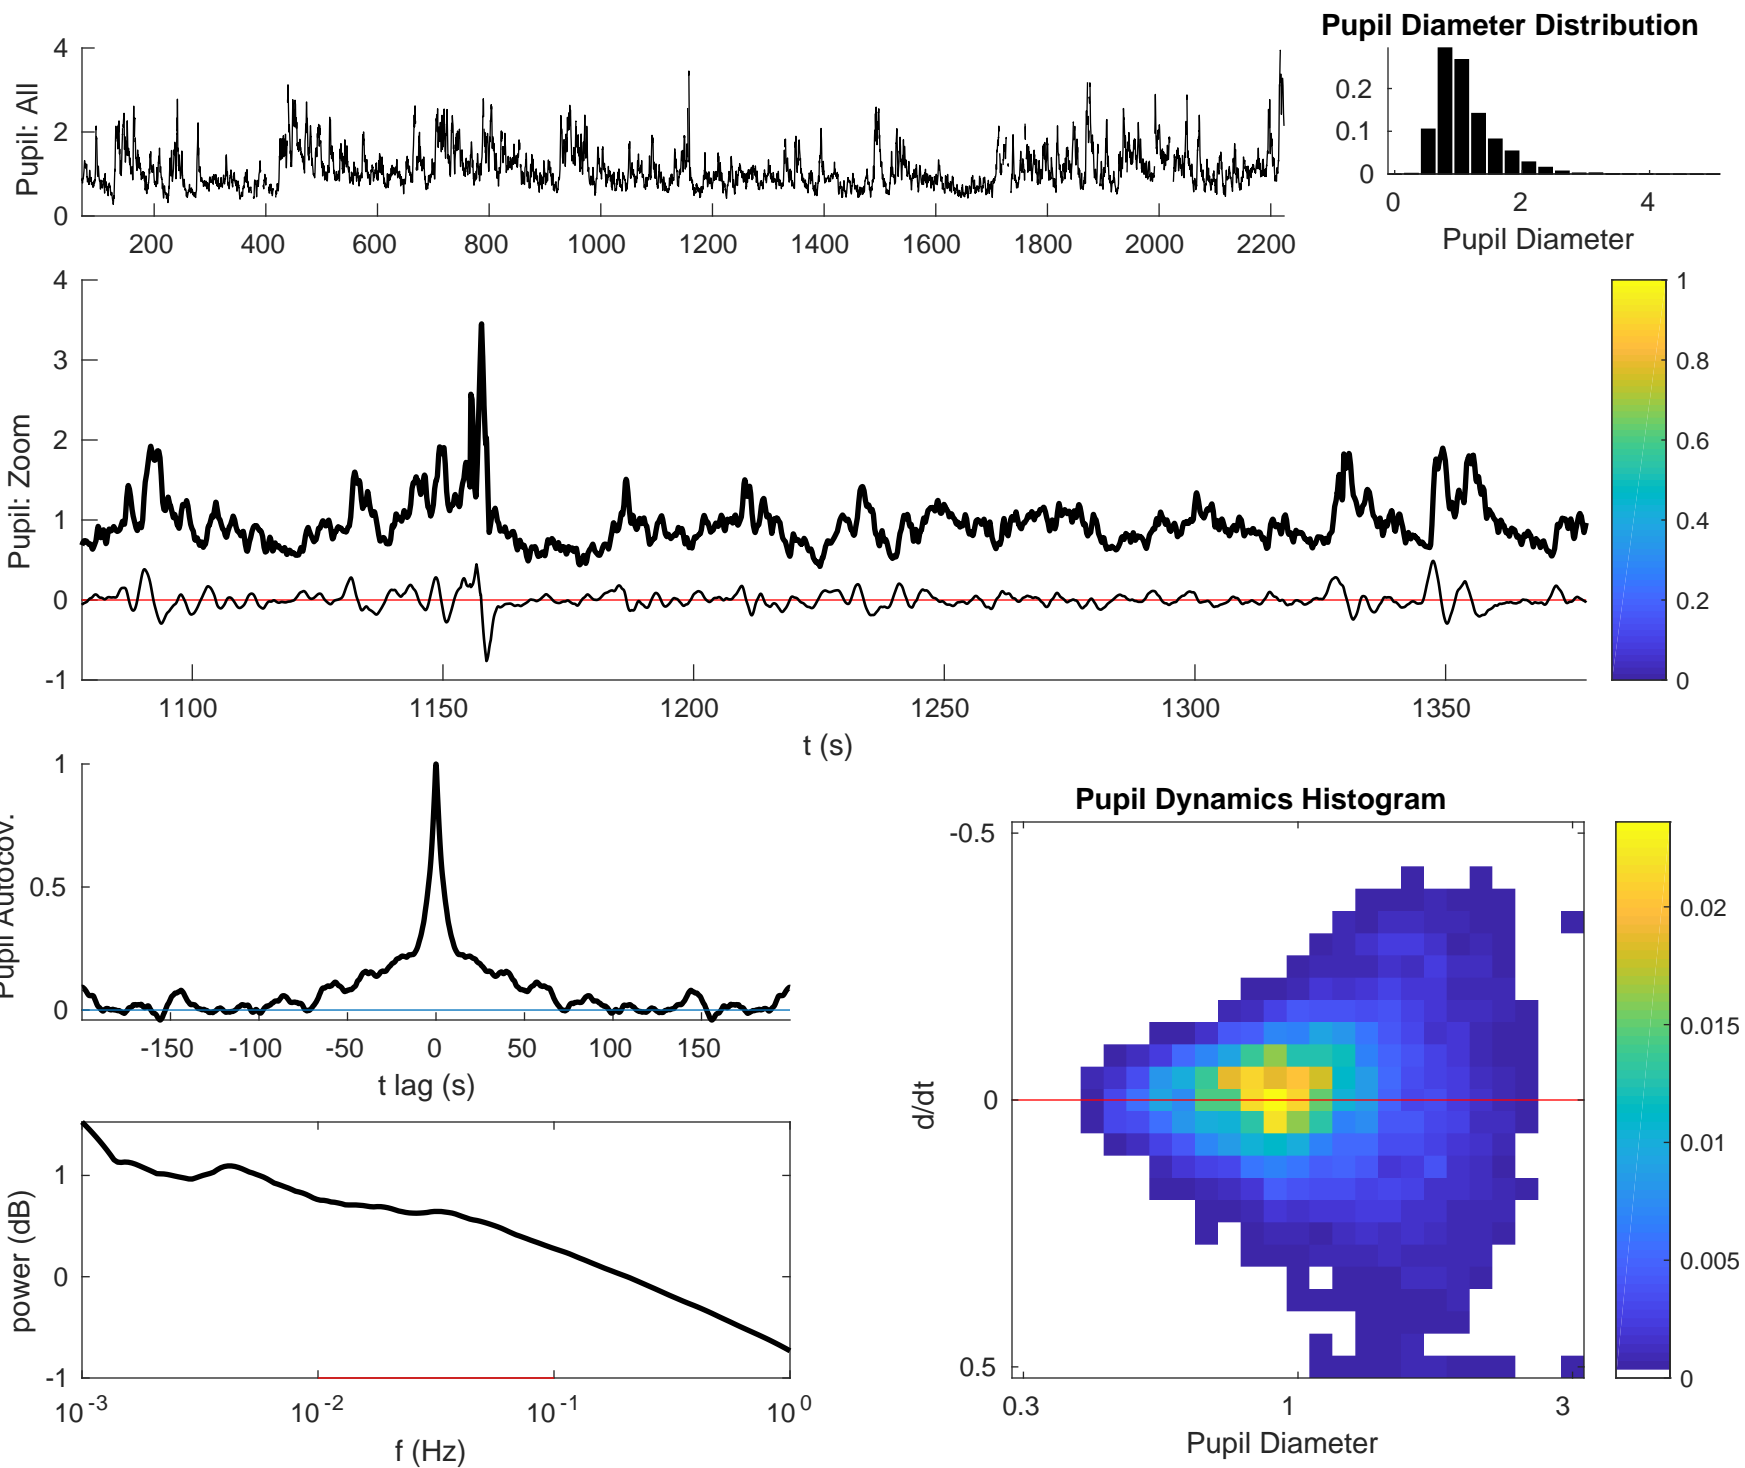 Pupil Diameter Distribution
Pupil: All
4
2
0
200 400 600 800 1000 1200 1400 1600 1800 2000 2200
0.2
0.1
0
0 2 4
Pupil Diameter
Pupil: Zoom
4
3
2
1
0
-1
1100 1150 1200 1250 1300 1350
t (s)
1
0.8
0.6
0.4
0.2
0
Pupil Autocov.
1
0.5
0
-150 -100 -50 0 50 100 150
t lag (s)
Pupil Dynamics Histogram
d/dt
-0.5
0
0.5
0.3 1 3
Pupil Diameter
0.02
0.015
0.01
0.005
0
power (dB)
1
0
-1
10^-3 10^-2 10^-1 10^0
f (Hz)